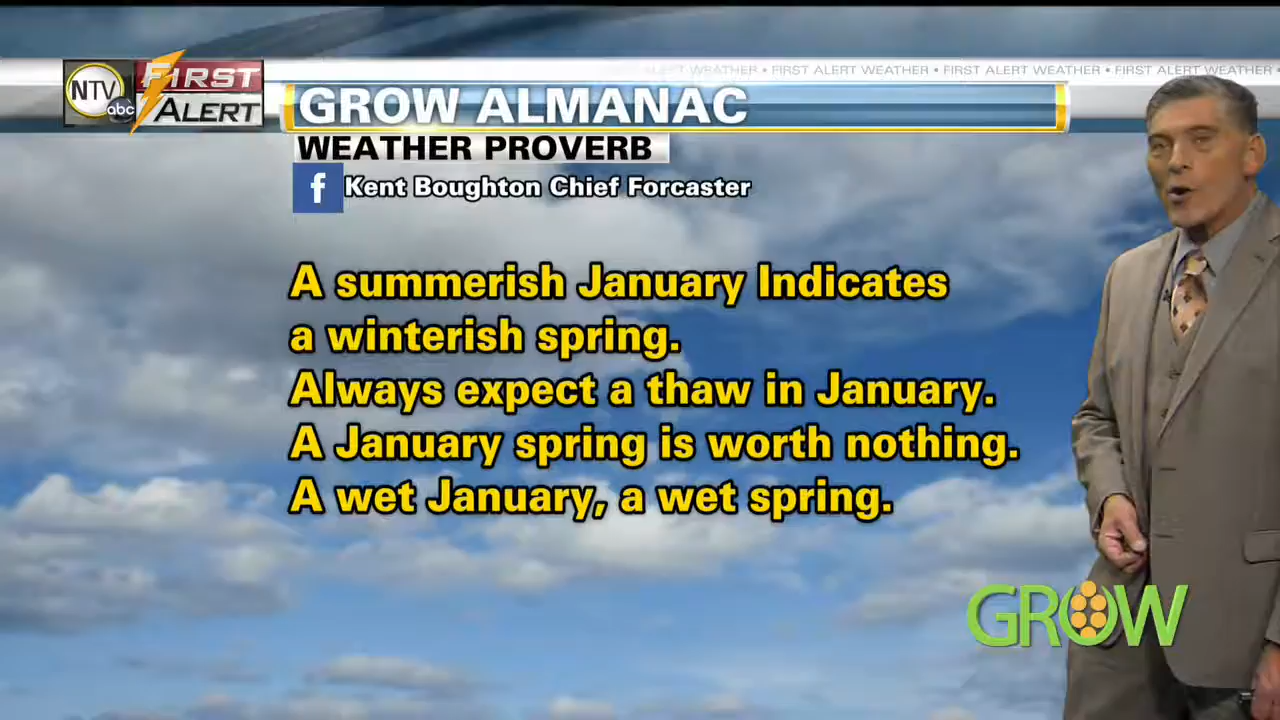 ALERT WEATHER • FIRST ALERT WEATHER • FIRST ALERT WEATHER • FIRST ALERT WEATHER •
NTV
abc
FIRST
ALERT
GROW ALMANAC
WEATHER PROVERB
f Kent Boughton Chief Forcaster
A summerish January Indicates
a winterish spring.
Always expect a thaw in January.
A January spring is worth nothing.
A wet January, a wet spring.
GROW